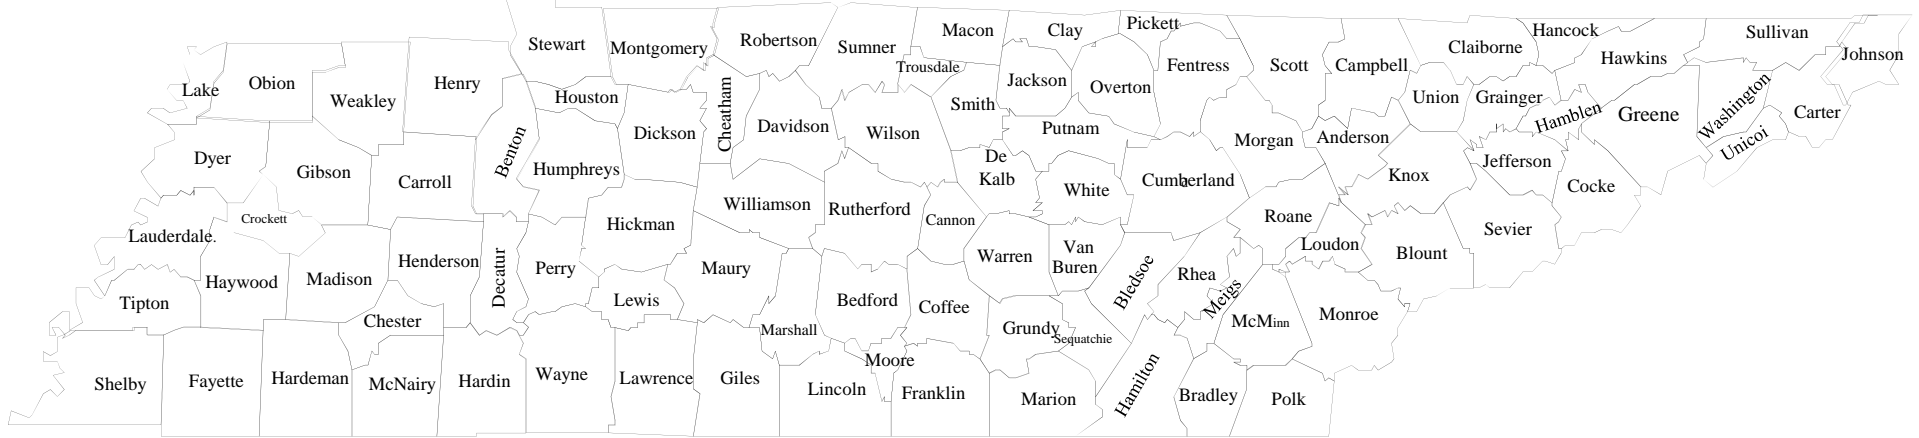 Stewart
Montgomery
Robertson
Sumner
Macon
Trousdale
Clay
Pickett
Fentress
Scott
Campbell
Claiborne
Hancock
Hawkins
Sullivan
Johnson
Lake
Obion
Weakley
Henry
Houston
Dickson
Cheatham
Davidson
Wilson
Smith
Jackson
Overton
Putnam
Morgan
Anderson
Union
Grainger
Hamblen
Greene
Washington
Unicoi
Carter
Dyer
Gibson
Carroll
Benton
Humphreys
Hickman
Williamson
Rutherford
Cannon
De
Kalb
White
Cumberland
Roane
Loudon
Knox
Jefferson
Cocke
Sevier
Blount
Crockett
Lauderdale.
Haywood
Madison
Henderson
Decatur
Perry
Lewis
Maury
Bedford
Coffee
Warren
Van
Buren
Bledsoe
Rhea
Meigs
McMinn
Monroe
Tipton
Chester
Marshall
Moore
Grundy
Sequatchie
Shelby
Fayette
Hardeman
McNairy
Hardin
Wayne
Lawrence
Giles
Lincoln
Franklin
Marion
Hamilton
Bradley
Polk